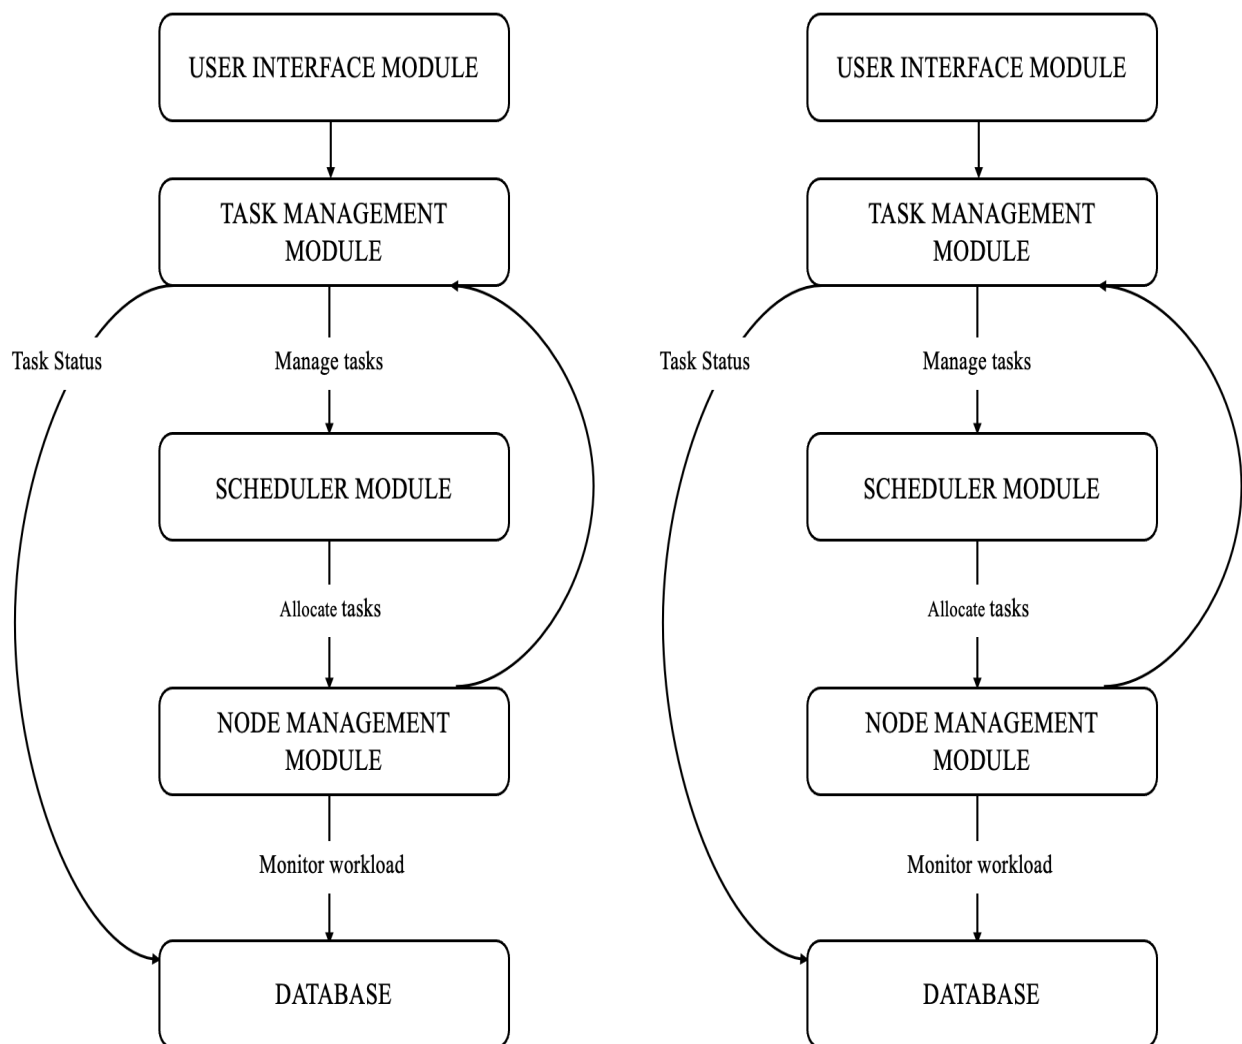 USER INTERFACE MODULE
TASK MANAGEMENT
MODULE
Task Status
Manage tasks
SCHEDULER MODULE
Allocate tasks
NODE MANAGEMENT
MODULE
Monitor workload
DATABASE
USER INTERFACE MODULE
TASK MANAGEMENT
MODULE
Task Status
Manage tasks
SCHEDULER MODULE
Allocate tasks
NODE MANAGEMENT
MODULE
Monitor workload
DATABASE